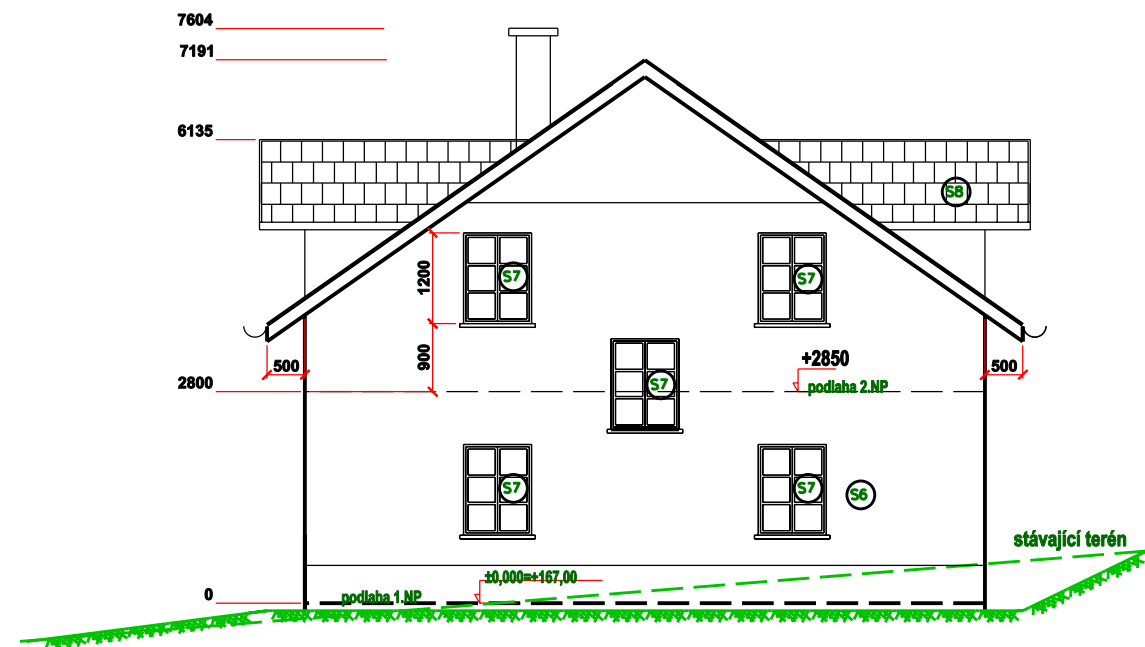 7604
7191
6135
S8
1200
S7
S7
900
500
2800
+2850
podlaha 2.NP
500
S7
S7
S7
S6
stávající terén
±0,000=+167,00
podlaha 1.NP
0